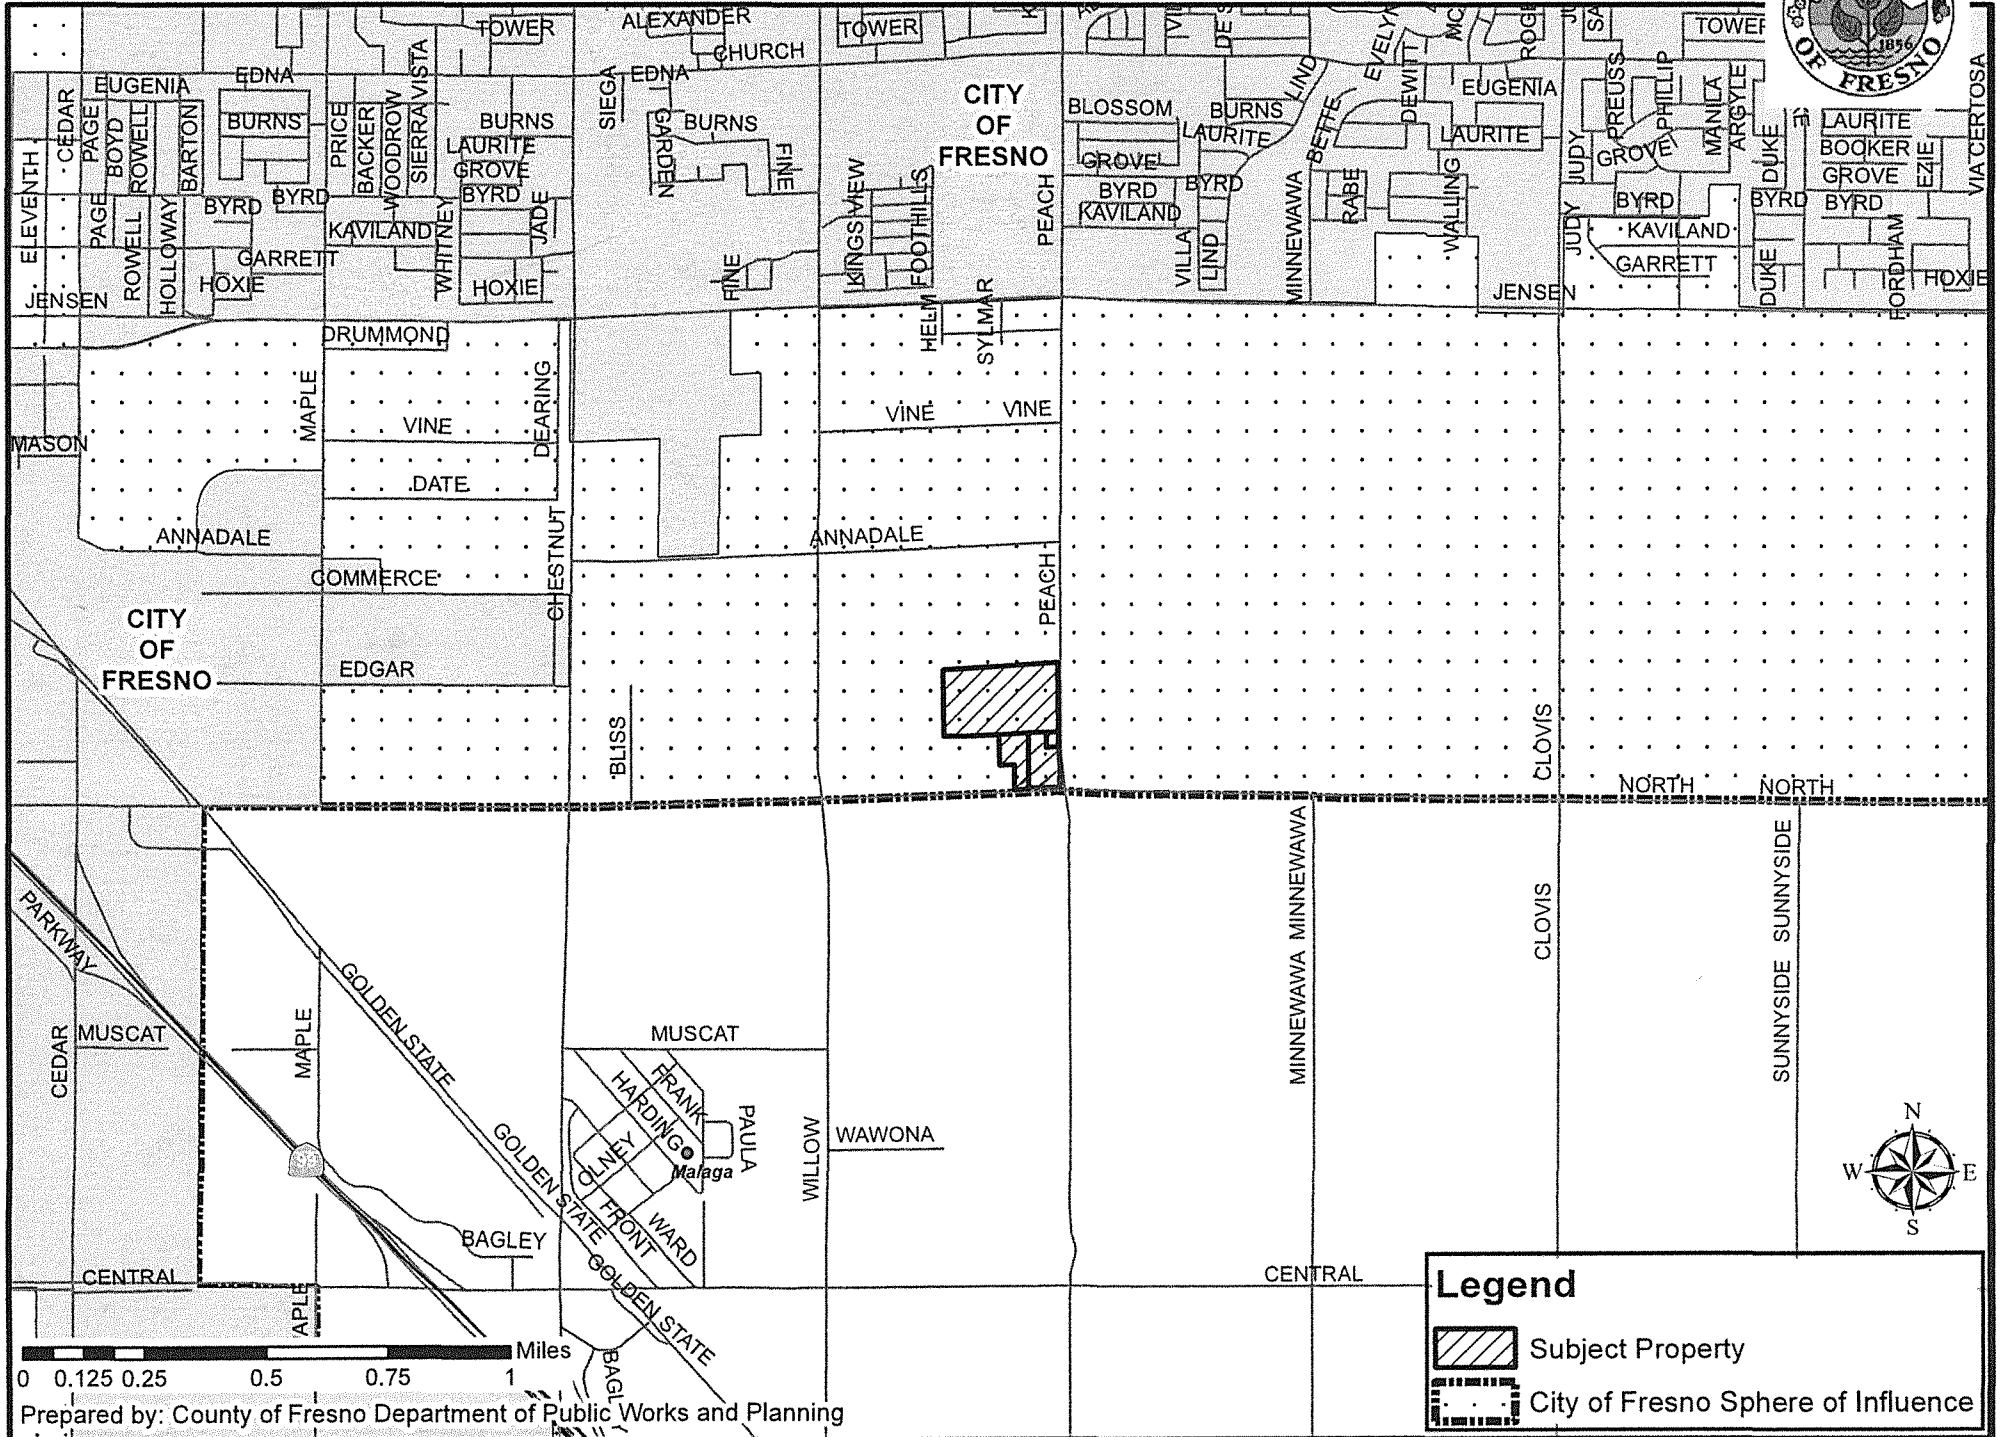 TOWER
ALEXANDER
CHURCH
TOWER
EVELYN
TOWER
1856
OF FRESNO
EUGENIA
EDNA
SIERRA VISTA
SIEGA
EDNA
CITY
OF
FRESNO
LIND
DEWITT
EUGENIA
PREUSS
PHILLIP
MANILA
ARGYLE
VIA CERTOSA
CEDAR
PAGE
BOYD
ROWELL
BARTON
BURNS
PRICE
BACKER
WOODROW
BURNS
GARDEN
BURNS
BLOSSOM
BURNS
LAURITE
BETTE
LAURITE
JUDY
DUKE
LAURITE
BOOKER
GROVE
EZIE
ELEVENTH
LAURITE
GROVE
FINE
KINGS VIEW
FOOTHILLS
PEACH
GROVE
GROVE
BYRD
BYRD
WHITNEY
BYRD
JADE
BYRD
BYRD
MINNEWAWA
RABE
WALLING
BYRD
BYRD
BYRD
PAGE
ROWELL
HOLLOWAY
KAVILAND
KAVILAND
VILLA
LIND
JUDY
KAVILAND
FORDHAM
GARRETT
HOXIE
HOXIE
FINE
GARRETT
DUKE
HOXIE
JENSEN
JENSEN
DRUMMOND
HELM
SYLMAR
MAPLE
DEARING
VINE
VINE
VINE
MASON
DATE
ANNADALE
CHESTNUT
ANNADALE
COMMERCE
PEACH
CITY
OF
FRESNO
EDGAR
BLISS
CLOVIS
NORTH
NORTH
MINNEWAWA
MINNEWAWA
CLOVIS
SUNNYSIDE
SUNNYSIDE
PARKWAY
GOLDEN STATE
CEDAR
MUSCAT
MAPLE
MUSCAT
FRANK
HARDING
PAULA
OLNEY
Malaga
WILLOW
WAWONA
GOLDEN STATE
FRONT
WARD
BAGLEY
N
W
E
S
CENTRAL
GOLDEN STATE
CENTRAL
APLE
BAGL
Legend
Subject Property
City of Fresno Sphere of Influence
Miles
0 0.125 0.25 0.5 0.75 1
Prepared by: County of Fresno Department of Public Works and Planning